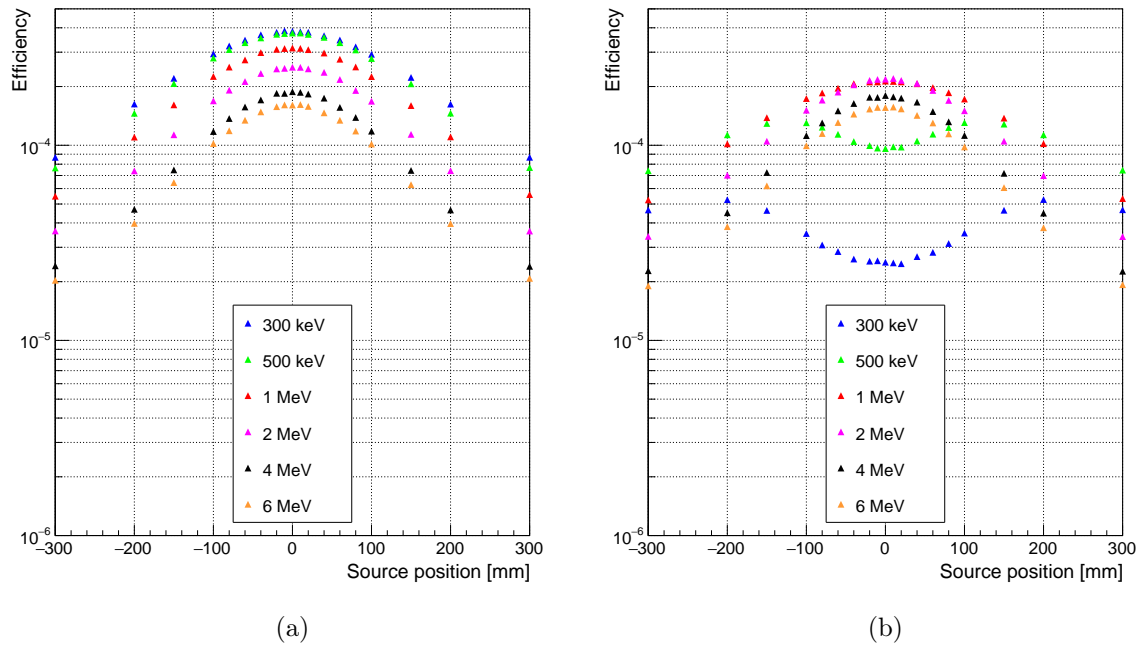 Efficiency
10⁻⁴
10⁻⁵
10⁻⁶
300 keV
500 keV
1 MeV
2 MeV
4 MeV
6 MeV
−300 −200 −100 0 100 200 300
Source position [mm]
(a)
Efficiency
10⁻⁴
10⁻⁵
10⁻⁶
300 keV
500 keV
1 MeV
2 MeV
4 MeV
6 MeV
−300 −200 −100 0 100 200 300
Source position [mm]
(b)